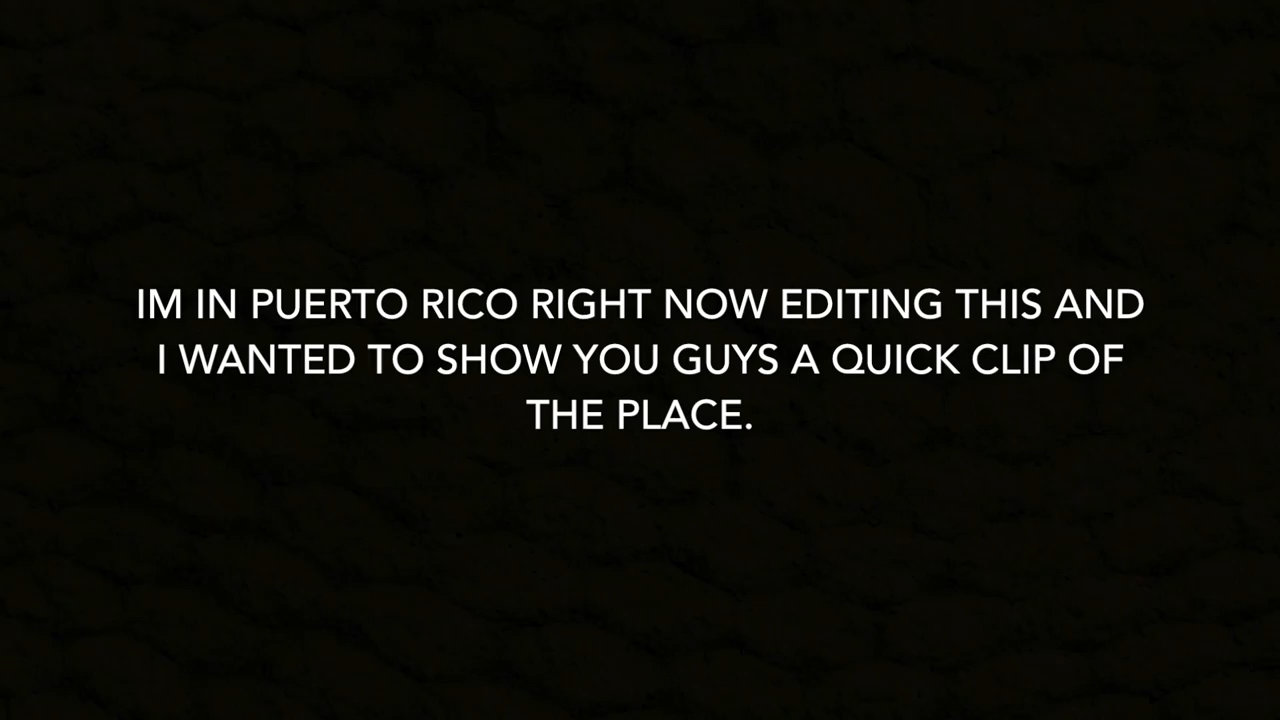 IM IN PUERTO RICO RIGHT NOW EDITING THIS AND
I WANTED TO SHOW YOU GUYS A QUICK CLIP OF
THE PLACE.